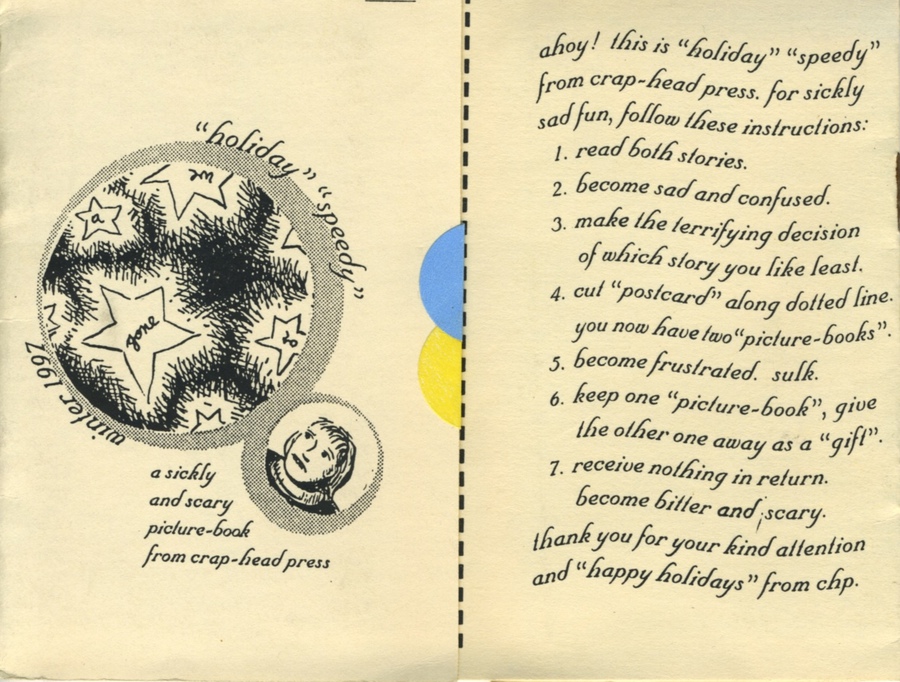 "holiday" "speedy"
we
a
gone
winter 1997
a sickly
and scary
picture-book
from crap-head press
ahoy! this is "holiday" "speedy"
from crap-head press. for sickly
sad fun, follow these instructions:
1. read both stories.
2. become sad and confused.
3. make the terrifying decision
of which story you like least.
4. cut "postcard" along dotted line.
you now have two "picture-books".
5. become frustrated. sulk.
6. keep one "picture-book", give
the other one away as a "gift".
7. receive nothing in return.
become bitter and scary.
thank you for your kind attention
and "happy holidays" from chp.